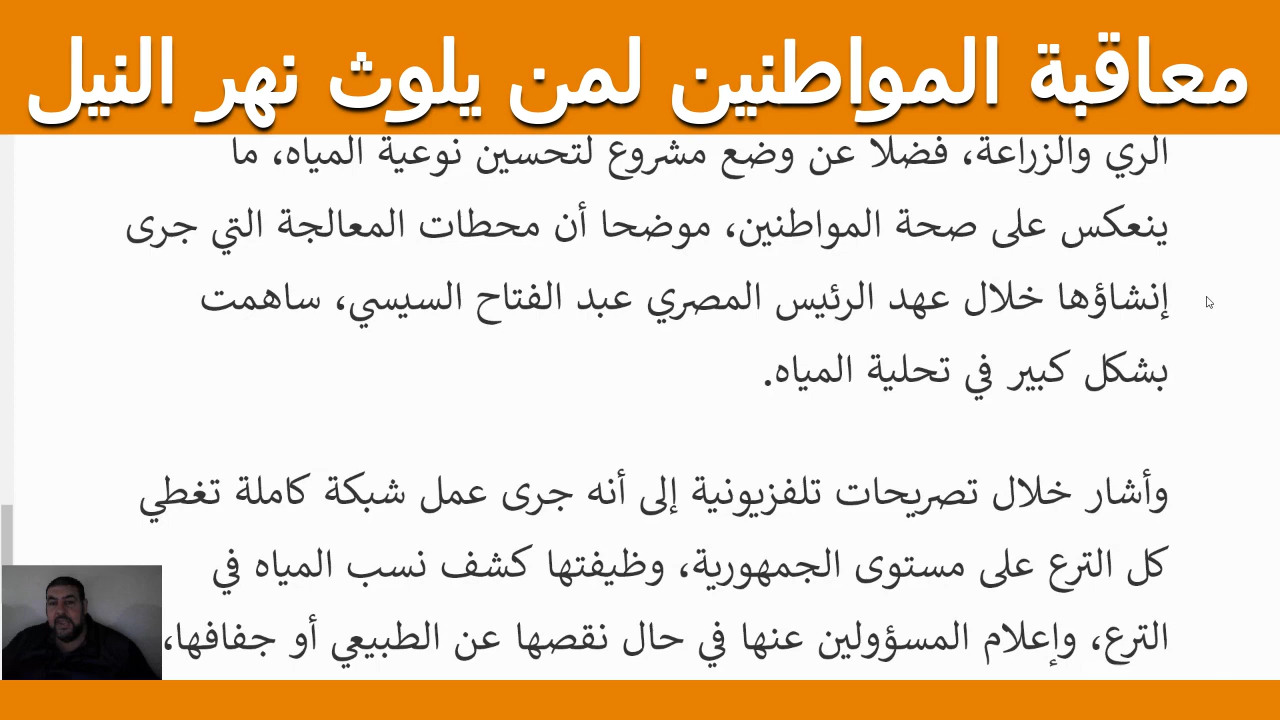 معاقبة المواطنين لمن يلوث نهر النيل
الري والزراعة، فضلا عن وضع مشروع لتحسين نوعية المياه، ما
ينعكس على صحة المواطنين، موضحا أن محطات المعالجة التي جرى
إنشاؤها خلال عهد الرئيس المصري عبد الفتاح السيسي، ساهمت
بشكل كبير في تحلية المياه.
وأشار خلال تصريحات تلفزيونية إلى أنه جرى عمل شبكة كاملة تغطي
كل الترع على مستوى الجمهورية، وظيفتها كشف نسب المياه في
الترع، وإعلام المسؤولين عنها في حال نقصها عن الطبيعي أو جفافها،